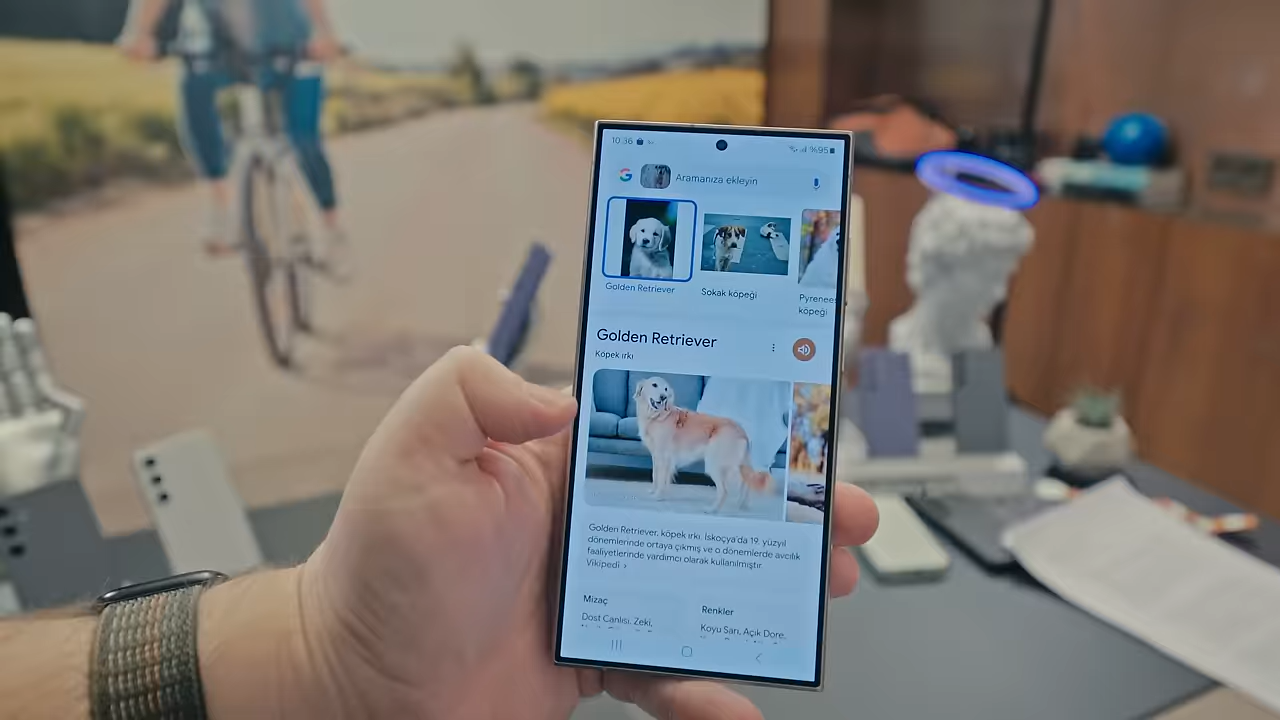 10:36
%95
Aramanıza ekleyin
Golden Retriever
Sokak köpeği
Pyrenees
köpeği
Golden Retriever
Köpek ırkı
Golden Retriever, köpek ırkı. İskoçya'da 19. yüzyıl
dönemlerinde ortaya çıkmış ve o dönemlerde avcılık
faaliyetlerinde yardımcı olarak kullanılmıştır.
Vikipedi ›
Mizaç
Renkler
Dost Canlısı, Zeki,
Koyu Sarı, Açık Dore,